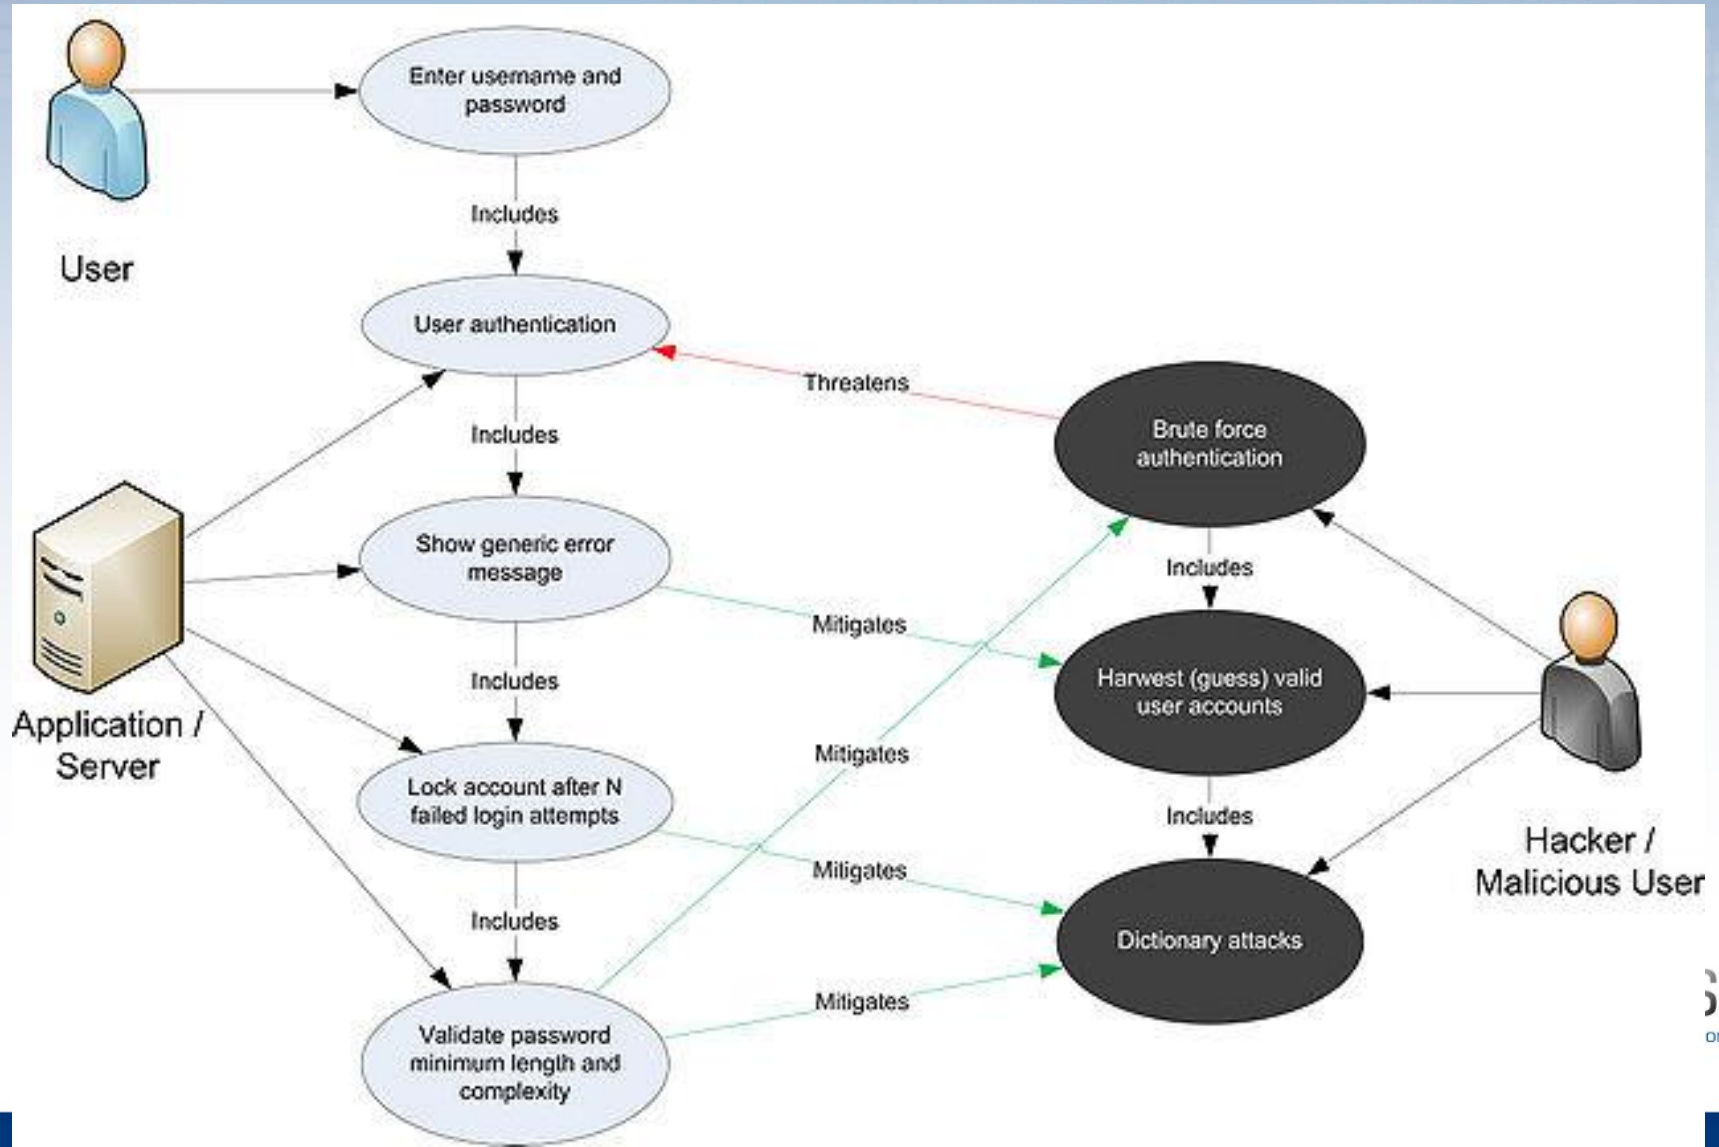 Enter username and
password
Includes
User
User authentication
Threatens
Brute force
authentication
Includes
Show generic error
message
Includes
Mitigates
Harwest (guess) valid
user accounts
Includes
Application /
Server
Mitigates
Lock account after N
failed login attempts
Includes
Hacker /
Malicious User
Mitigates
Dictionary attacks
Includes
Mitigates
Validate password
minimum length and
complexity